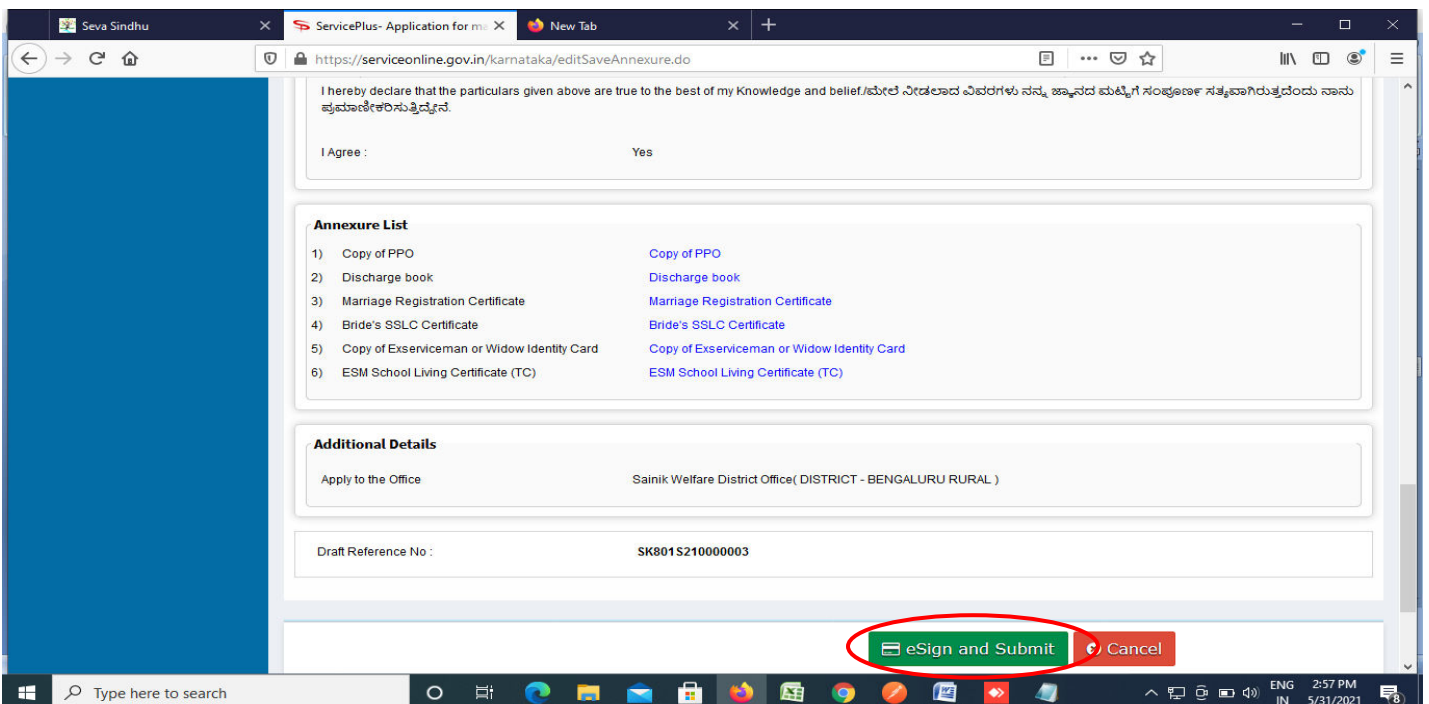 Seva Sindhu
ServicePlus- Application for ma
New Tab
https://serviceonline.gov.in/karnataka/editSaveAnnexure.do
I hereby declare that the particulars given above are true to the best of my Knowledge and belief./ಮೇಲೆ ನೀಡಲಾದ ವಿವರಗಳು ನನ್ನ ಜ್ಞಾನದ ಮಟ್ಟಿಗೆ ಸಂಪೂರ್ಣ ಸತ್ಯವಾಗಿರುತ್ತದೆಂದು ನಾನು
ಪ್ರಮಾಣೀಕರಿಸುತ್ತಿದ್ದೇನೆ.
I Agree : Yes
Annexure List
1) Copy of PPO Copy of PPO
2) Discharge book Discharge book
3) Marriage Registration Certificate Marriage Registration Certificate
4) Bride's SSLC Certificate Bride's SSLC Certificate
5) Copy of Exserviceman or Widow Identity Card Copy of Exserviceman or Widow Identity Card
6) ESM School Living Certificate (TC) ESM School Living Certificate (TC)
Additional Details
Apply to the Office Sainik Welfare District Office( DISTRICT - BENGALURU RURAL )
Draft Reference No : SK801S210000003
eSign and Submit Cancel
Type here to search
ENG 2:57 PM
IN 5/31/2021
8